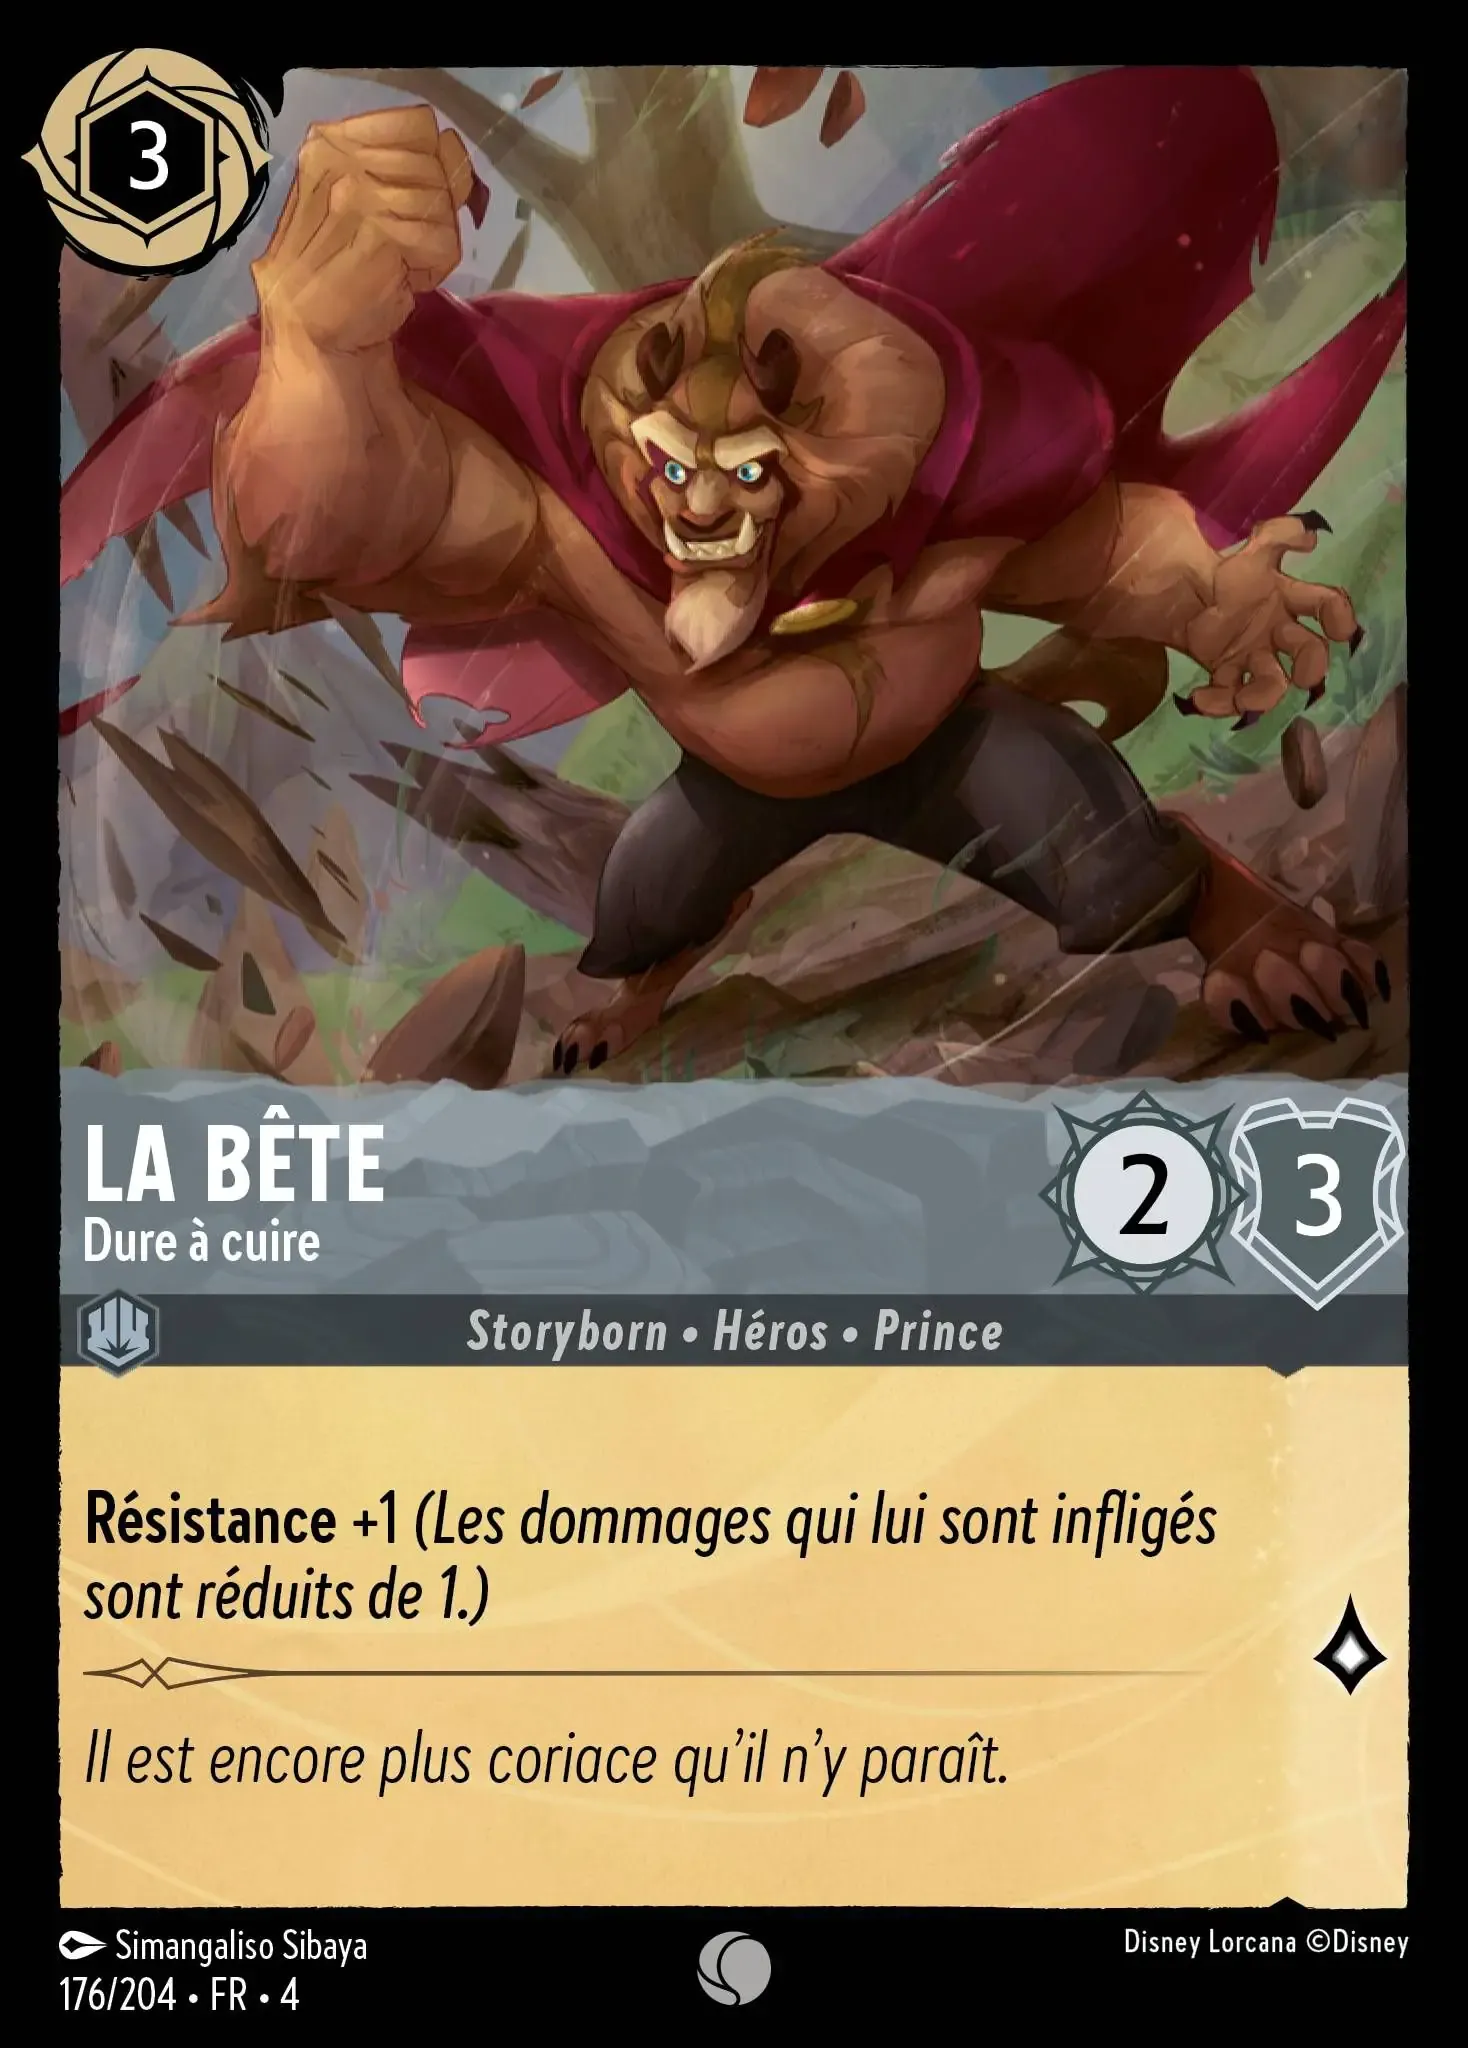 3
LA BÊTE
Dure à cuire
2
3
Storyborn • Héros • Prince
Résistance +1 (Les dommages qui lui sont infligés
sont réduits de 1.)
Il est encore plus coriace qu'il n'y paraît.
Simangaliso Sibaya
Disney Lorcana ©Disney
176/204 • FR • 4